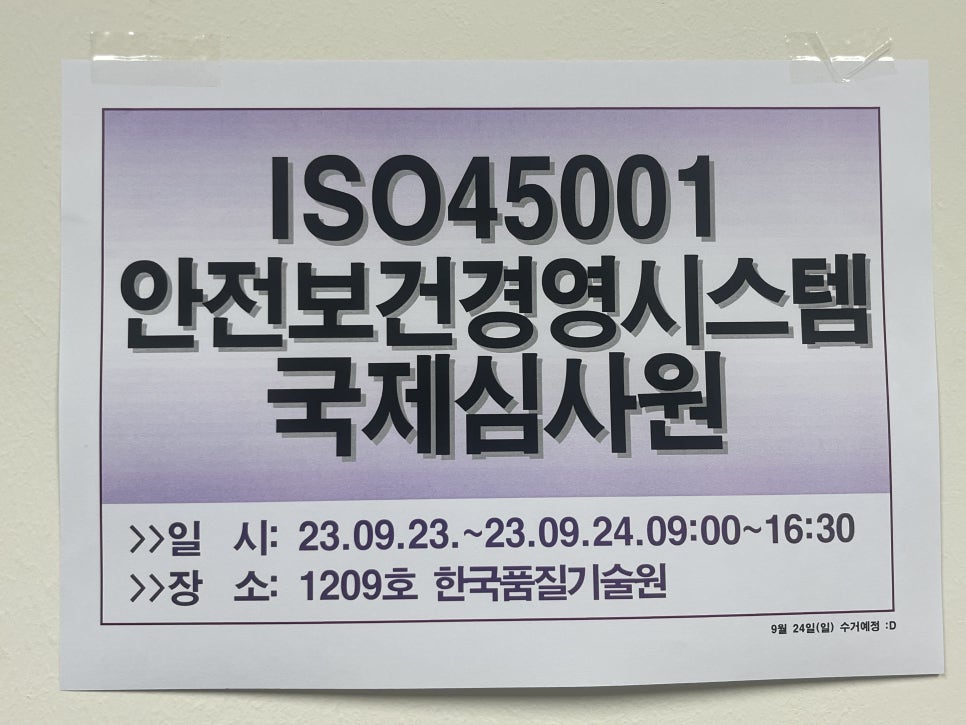 ISO45001
안전보건경영시스템
국제심사원
>>일 시: 23.09.23.~23.09.24.09:00~16:30
>>장 소: 1209호 한국품질기술원
9월 24일(일) 수거예정 :D